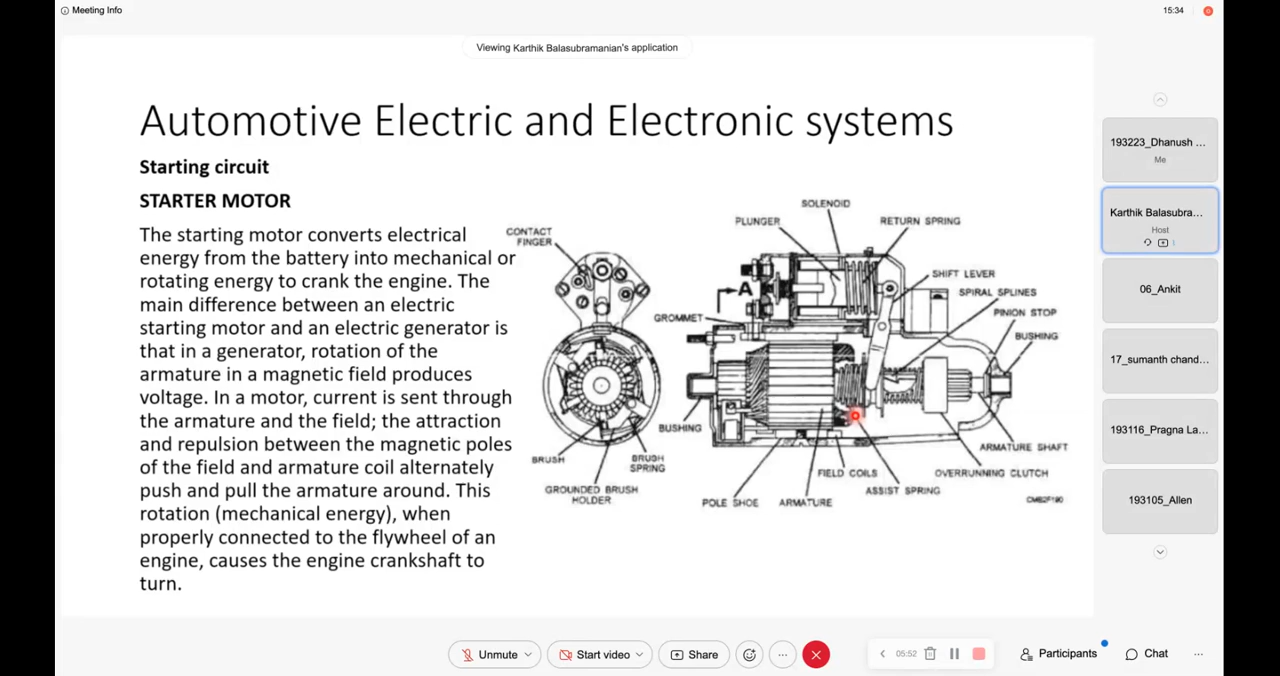 Meeting Info
15:34
Viewing Karthik Balasubramanian's application
Automotive Electric and Electronic systems
Starting circuit
STARTER MOTOR
The starting motor converts electrical
energy from the battery into mechanical or
rotating energy to crank the engine. The
main difference between an electric
starting motor and an electric generator is
that in a generator, rotation of the
armature in a magnetic field produces
voltage. In a motor, current is sent through
the armature and the field; the attraction
and repulsion between the magnetic poles
of the field and armature coil alternately
push and pull the armature around. This
rotation (mechanical energy), when
properly connected to the flywheel of an
engine, causes the engine crankshaft to
turn.
SOLENOID
PLUNGER
RETURN SPRING
CONTACT
FINGER
SHIFT LEVER
A
SPIRAL SPLINES
PINION STOP
GROMMET
BUSHING
BUSHING
ARMATURE SHAFT
BRUSH
BRUSH
SPRING
FIELD COILS
OVERRUNNING CLUTCH
GROUNDED BRUSH
HOLDER
ASSIST SPRING
POLE SHOE
ARMATURE
CMB2F190
193223_Dhanush ...
Me
Karthik Balasubra...
Host
06_Ankit
17_sumanth chand...
193116_Pragna La...
193105_Allen
Unmute
Start video
Share
05:52
Participants
Chat